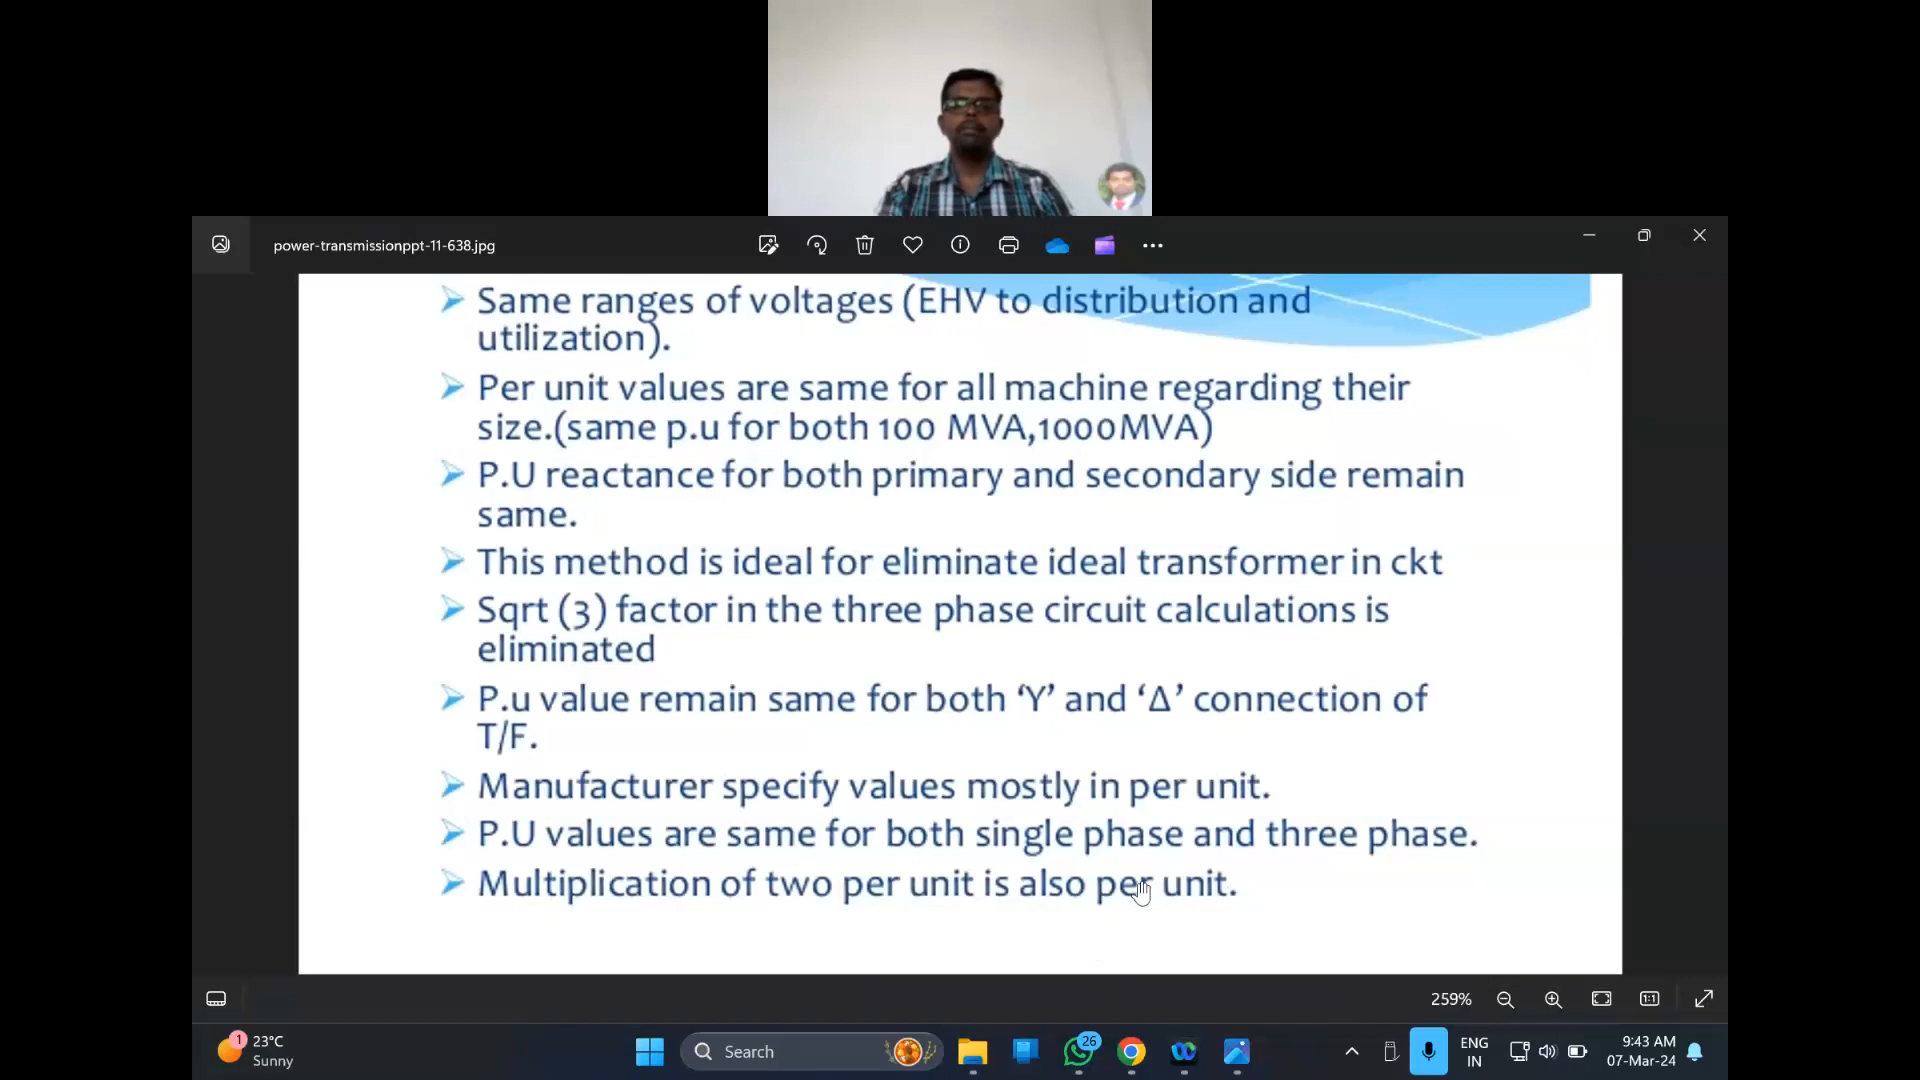 power-transmissionppt-11-638.jpg
Same ranges of voltages (EHV to distribution and
utilization).
Per unit values are same for all machine regarding their
size.(same p.u for both 100 MVA,1000MVA)
P.U reactance for both primary and secondary side remain
same.
This method is ideal for eliminate ideal transformer in ckt
Sqrt (3) factor in the three phase circuit calculations is
eliminated
P.u value remain same for both ‘Y’ and ‘Δ’ connection of
T/F.
Manufacturer specify values mostly in per unit.
P.U values are same for both single phase and three phase.
Multiplication of two per unit is also per unit.
259%
1:1
1
23°C
Sunny
Search
26
ENG
IN
9:43 AM
07-Mar-24